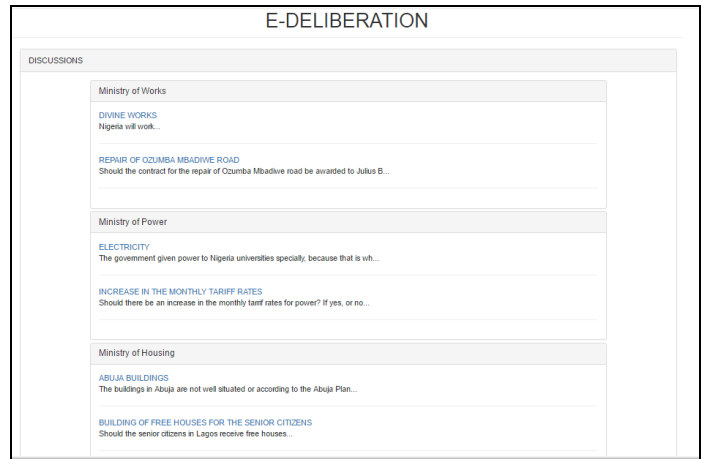 E-DELIBERATION
DISCUSSIONS
Ministry of Works
DIVINE WORKS
Nigeria will work...
REPAIR OF OZUMBA MBADIWE ROAD
Should the contract for the repair of Ozumba Mbadiwe road be awarded to Julius B...
Ministry of Power
ELECTRICITY
The government given power to Nigeria universities specially, because that is wh...
INCREASE IN THE MONTHLY TARIFF RATES
Should there be an increase in the monthly tarrif rates for power? If yes, or no...
Ministry of Housing
ABUJA BUILDINGS
The buildings in Abuja are not well situated or according to the Abuja Plan...
BUILDING OF FREE HOUSES FOR THE SENIOR CITIZENS
Should the senior citizens in Lagos receive free houses...